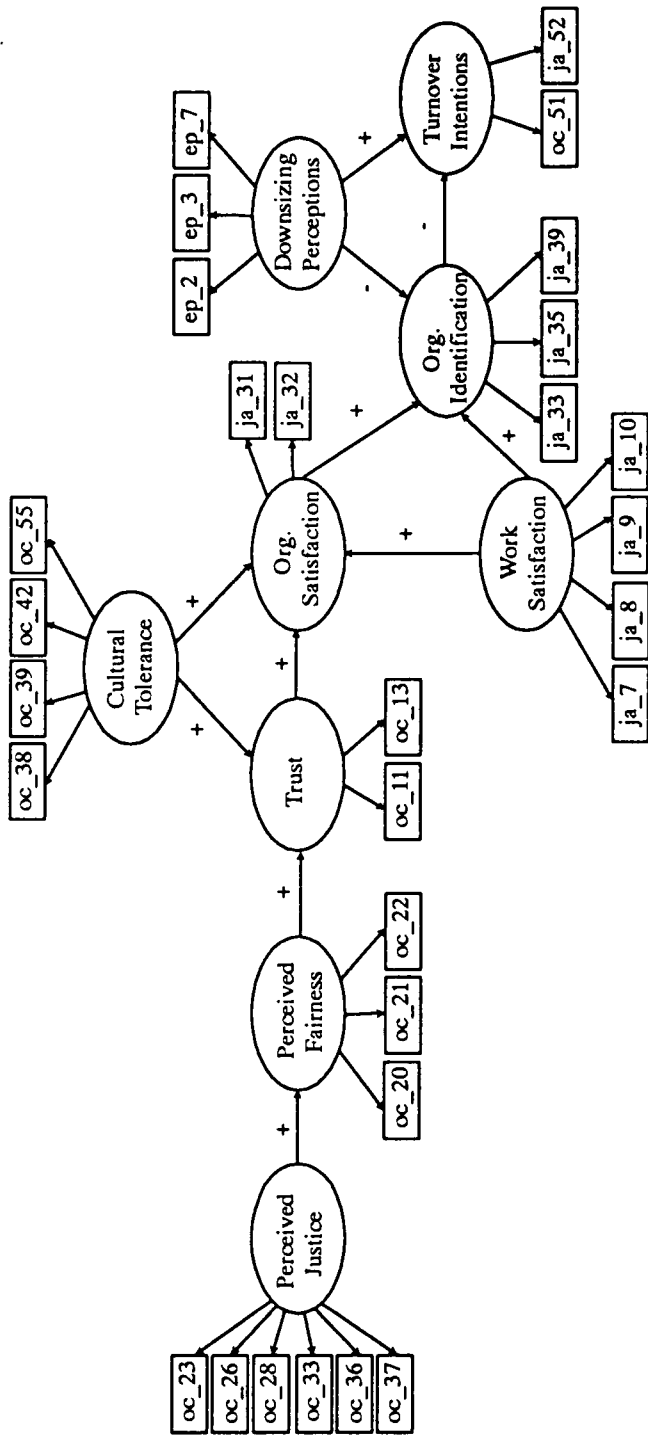 oc_23
oc_26
oc_28
oc_33
oc_36
oc_37
Perceived
Justice
+
Perceived
Fairness
oc_20
oc_21
oc_22
+
Trust
oc_11
oc_13
oc_38
oc_39
oc_42
oc_55
Cultural
Tolerance
+
+
+
Org.
Satisfaction
ja_31
ja_32
+
Work
Satisfaction
ja_7
ja_8
ja_9
ja_10
+
+
ep_2
ep_3
ep_7
Downsizing
Perceptions
-
+
Org.
Identification
ja_33
ja_35
ja_39
-
Turnover
Intentions
oc_51
ja_52